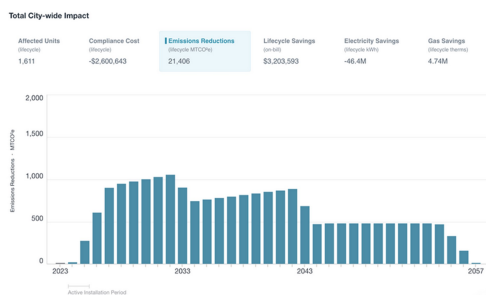 Total City-wide Impact
Affected Units
(lifecycle)
1,611
Compliance Cost
(lifecycle)
-$2,600,643
Emissions Reductions
(lifecycle MTCO²e)
21,406
Lifecycle Savings
(on-bill)
$3,203,593
Electricity Savings
(lifecycle kWh)
-46.4M
Gas Savings
(lifecycle therms)
4.74M
Emissions Reductions - MTCO²e
2,000
1,500
1,000
500
0
2023
2033
2043
2057
Active Installation Period